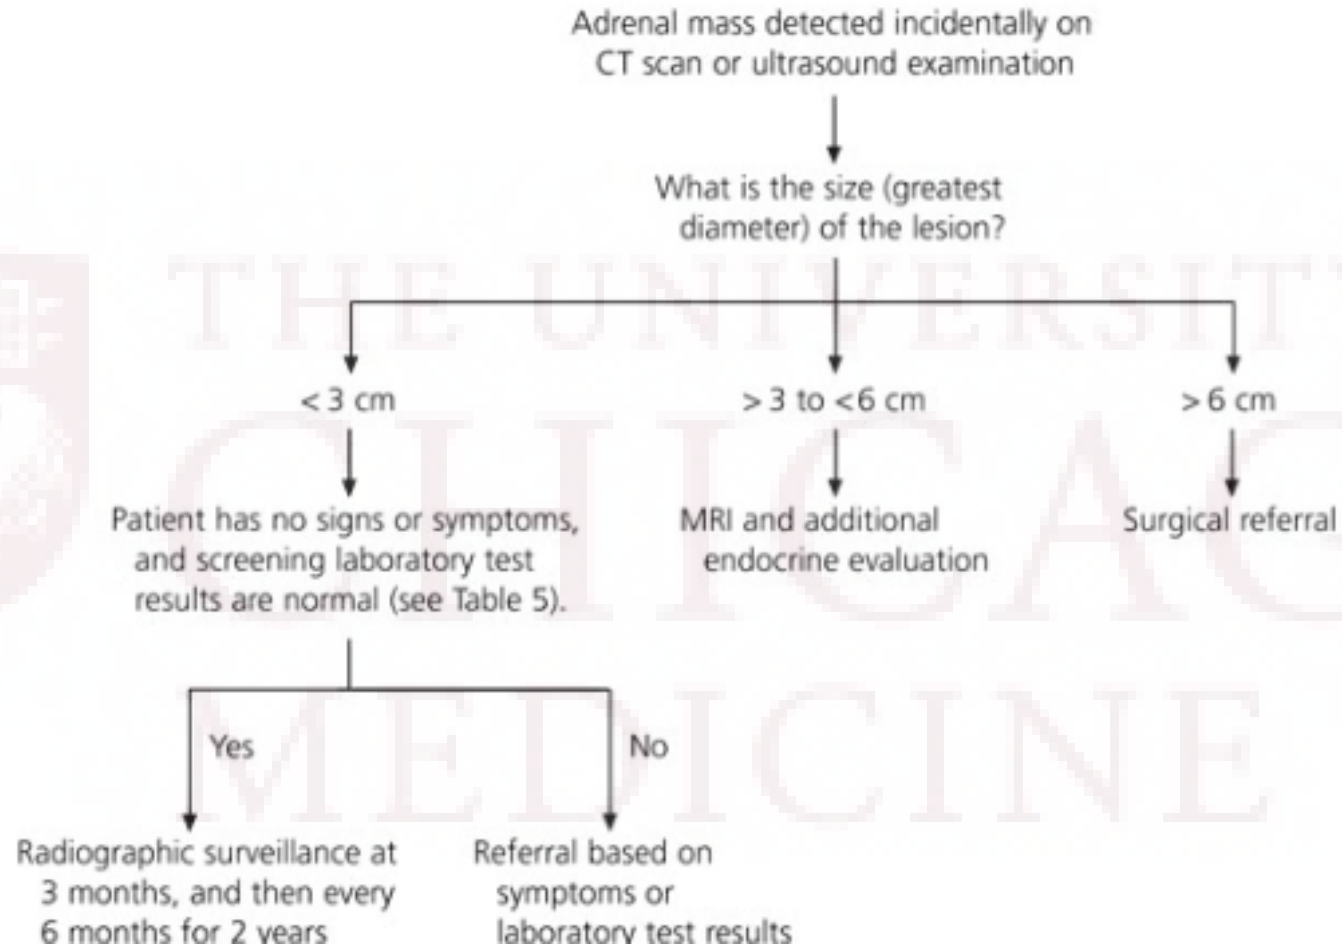 Adrenal mass detected incidentally on
CT scan or ultrasound examination
What is the size (greatest
diameter) of the lesion?
THE UNIVERSITY
< 3 cm
> 3 to <6 cm
> 6 cm
CHICAG
Patient has no signs or symptoms,
and screening laboratory test
results are normal (see Table 5).
MRI and additional
endocrine evaluation
Surgical referral
MEDICINE
Yes
No
Radiographic surveillance at
3 months, and then every
6 months for 2 years
Referral based on
symptoms or
laboratory test results